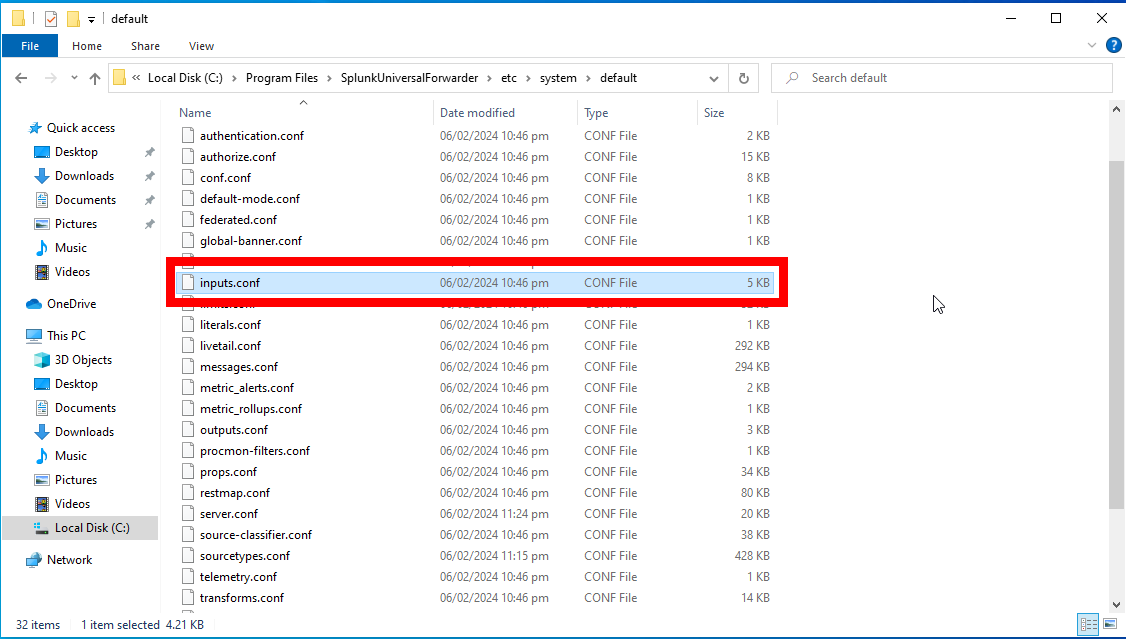 default
File Home Share View
« Local Disk (C:) › Program Files › SplunkUniversalForwarder › etc › system › default
Search default
Quick access
Desktop
Downloads
Documents
Pictures
Music
Videos
OneDrive
This PC
3D Objects
Desktop
Documents
Downloads
Music
Pictures
Videos
Local Disk (C:)
Network
Name Date modified Type Size
authentication.conf 06/02/2024 10:46 pm CONF File 2 KB
authorize.conf 06/02/2024 10:46 pm CONF File 15 KB
conf.conf 06/02/2024 10:46 pm CONF File 8 KB
default-mode.conf 06/02/2024 10:46 pm CONF File 1 KB
federated.conf 06/02/2024 10:46 pm CONF File 1 KB
global-banner.conf 06/02/2024 10:46 pm CONF File 1 KB
inputs.conf 06/02/2024 10:46 pm CONF File 5 KB
literals.conf 06/02/2024 10:46 pm CONF File 1 KB
livetail.conf 06/02/2024 10:46 pm CONF File 292 KB
messages.conf 06/02/2024 10:46 pm CONF File 294 KB
metric_alerts.conf 06/02/2024 10:46 pm CONF File 2 KB
metric_rollups.conf 06/02/2024 10:46 pm CONF File 1 KB
outputs.conf 06/02/2024 10:46 pm CONF File 3 KB
procmon-filters.conf 06/02/2024 10:46 pm CONF File 1 KB
props.conf 06/02/2024 10:46 pm CONF File 34 KB
restmap.conf 06/02/2024 10:46 pm CONF File 80 KB
server.conf 06/02/2024 11:24 pm CONF File 20 KB
source-classifier.conf 06/02/2024 10:46 pm CONF File 38 KB
sourcetypes.conf 06/02/2024 11:15 pm CONF File 428 KB
telemetry.conf 06/02/2024 10:46 pm CONF File 1 KB
transforms.conf 06/02/2024 10:46 pm CONF File 14 KB
32 items 1 item selected 4.21 KB